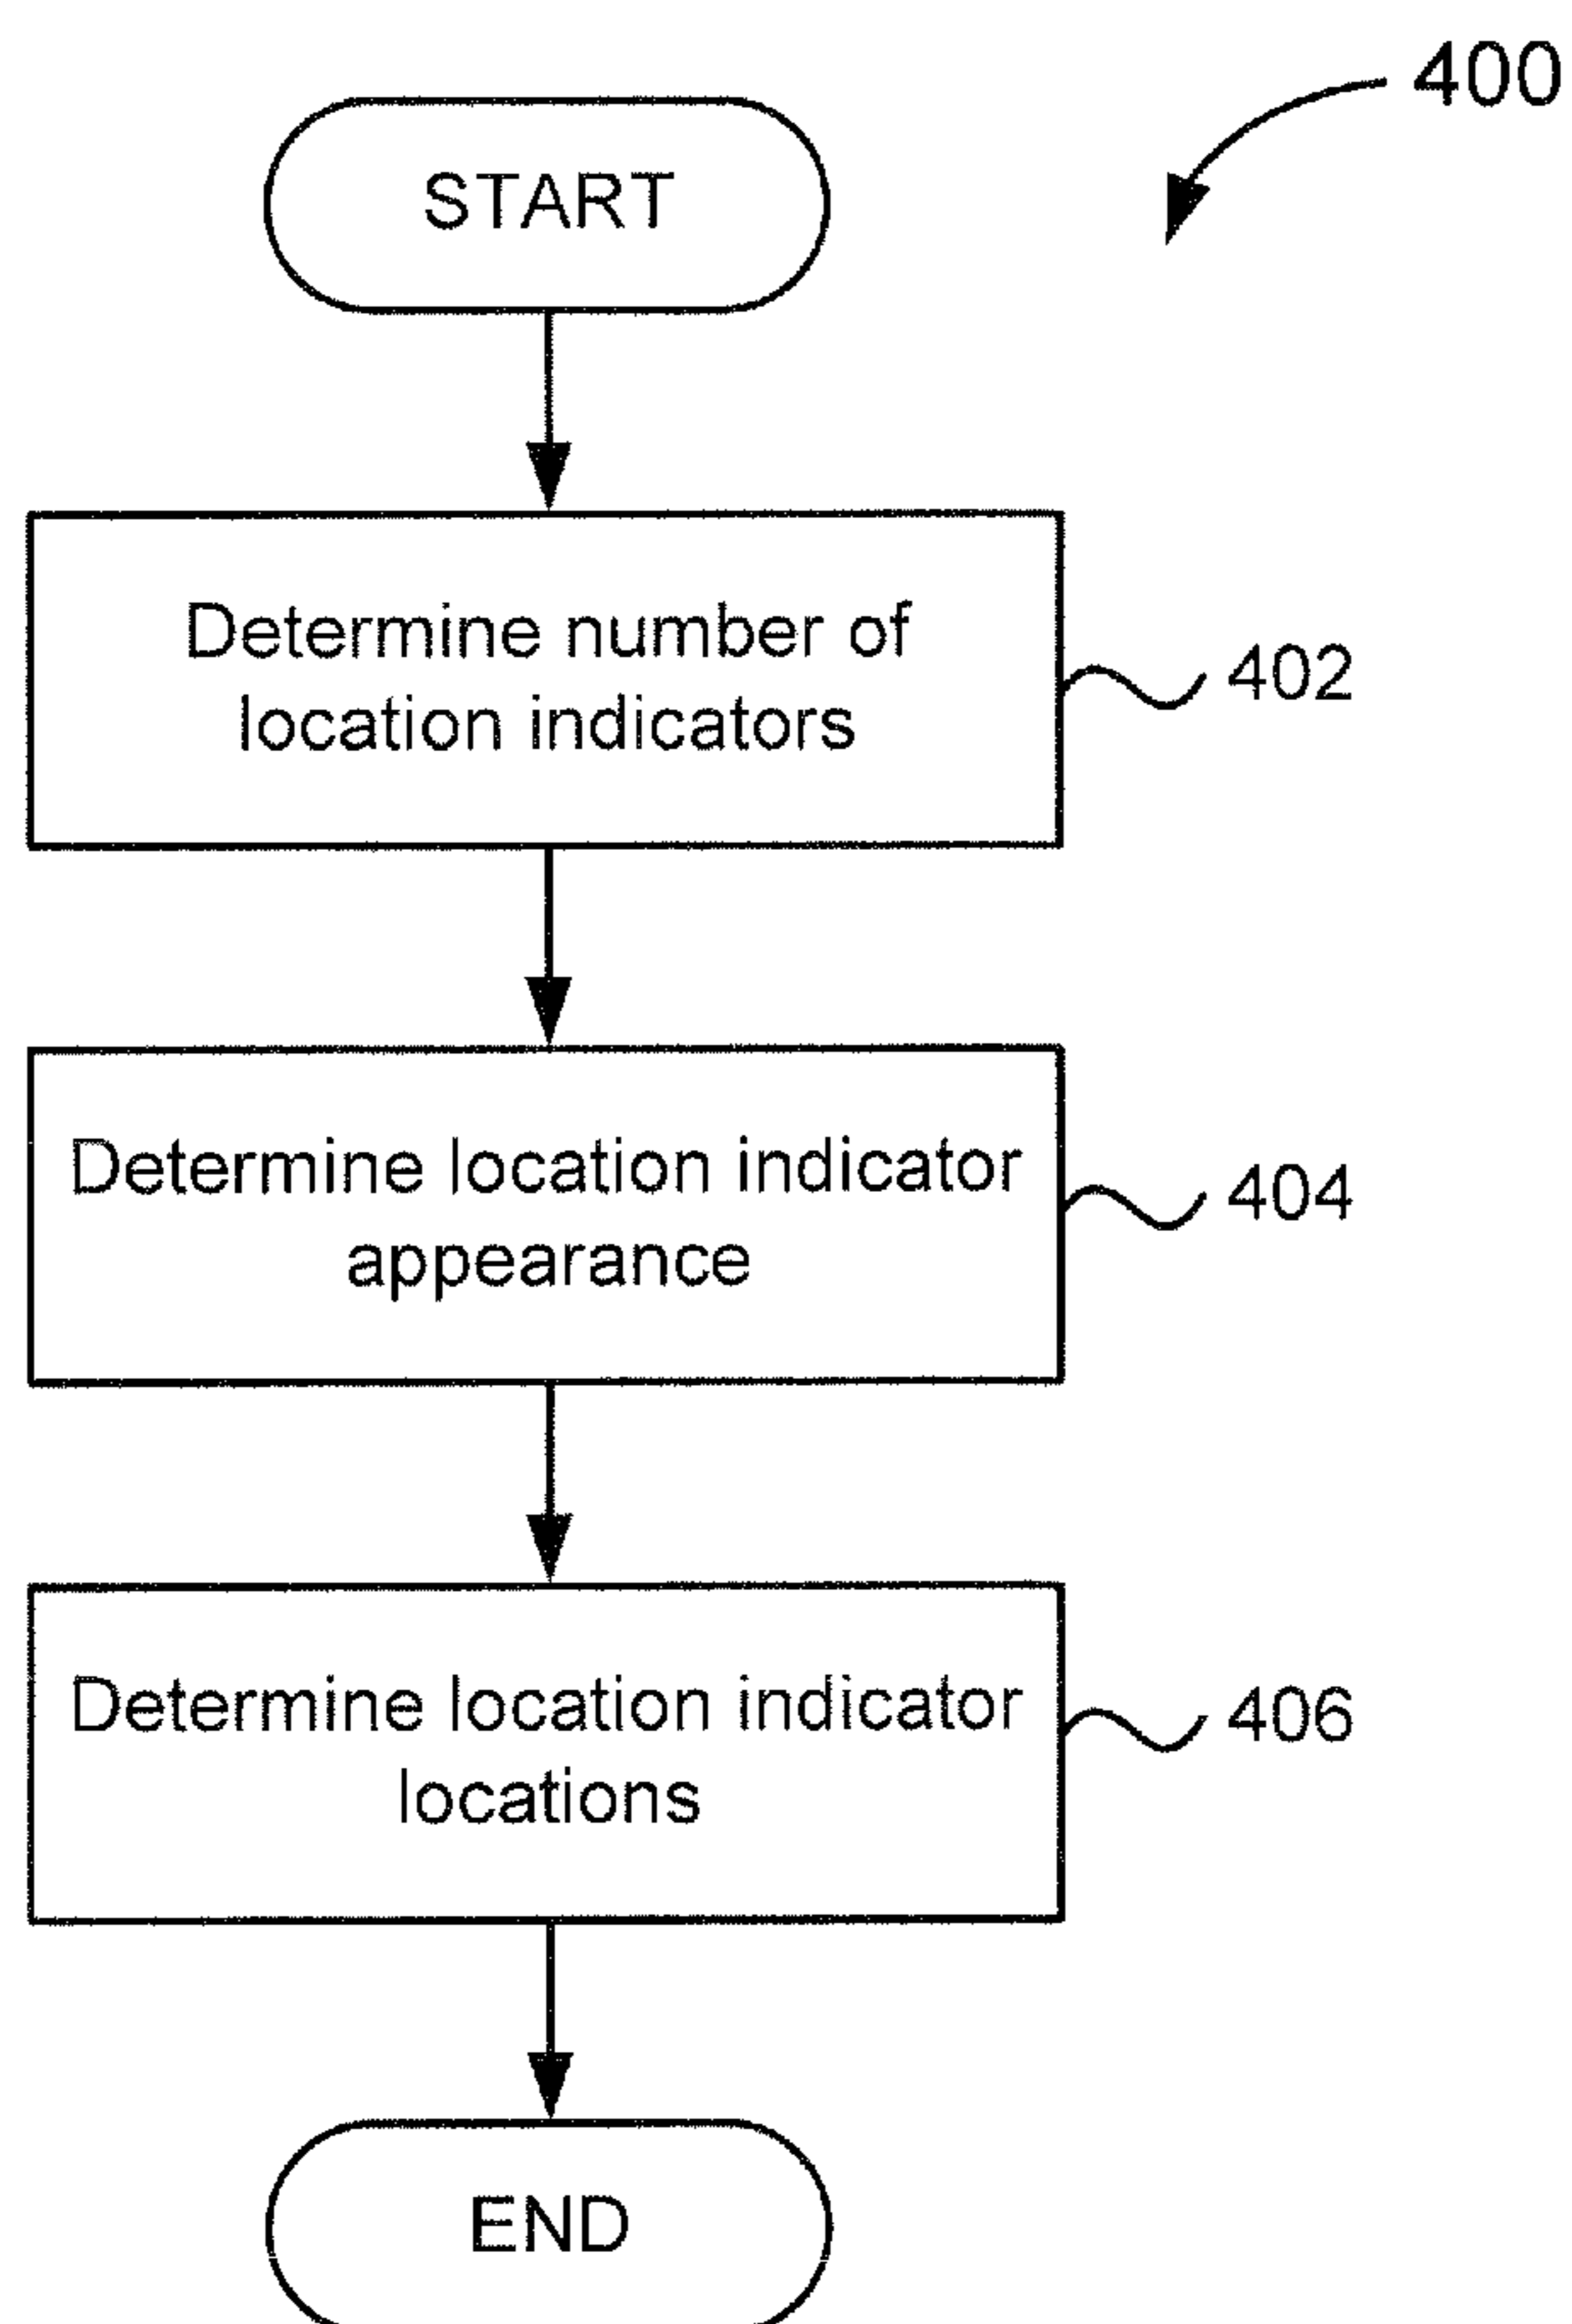 400
START
Determine number of
location indicators
402
Determine location indicator
appearance
404
Determine location indicator
locations
406
END